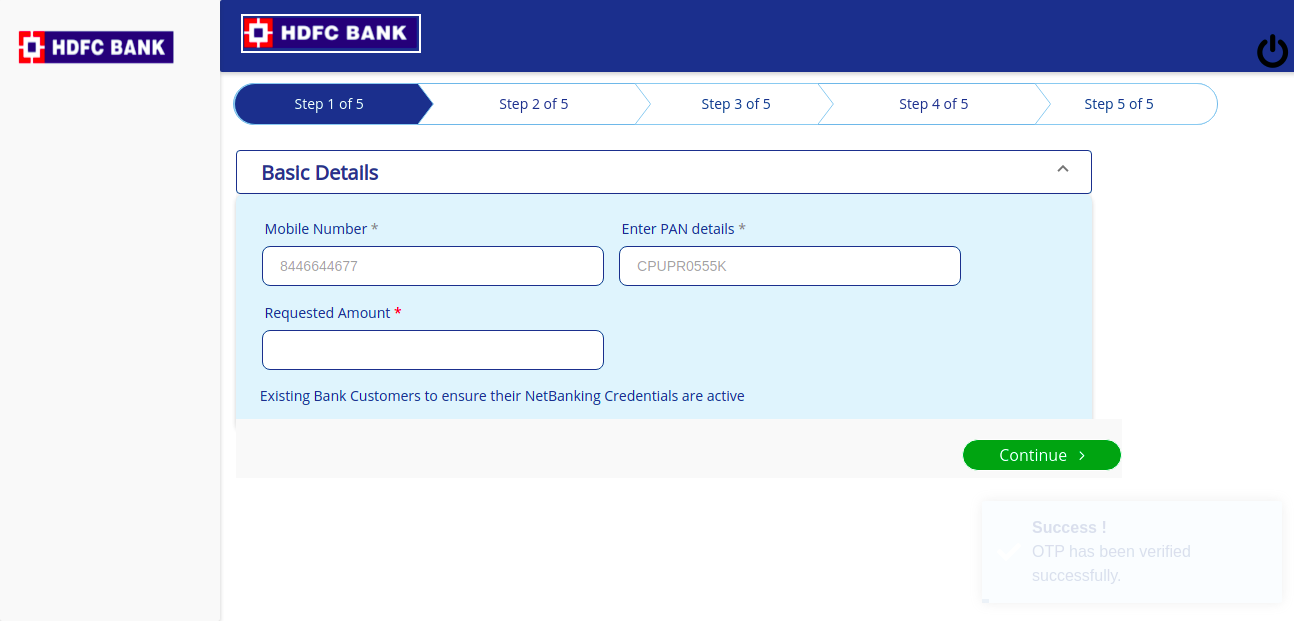 HDFC BANK
HDFC BANK
Step 1 of 5
Step 2 of 5
Step 3 of 5
Step 4 of 5
Step 5 of 5
Basic Details
Mobile Number *
Enter PAN details *
8446644677
CPUPR0555K
Requested Amount *
Existing Bank Customers to ensure their NetBanking Credentials are active
Continue
Success !
OTP has been verified
successfully.